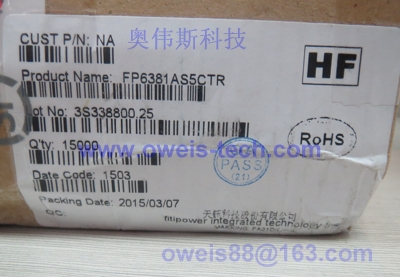 CUST P/N: NA
奥伟斯科技
HF
Product Name: FP6381AS5CTR
Lot No: 3S338800.25
RoHS
Q'ty: 15000
www.oweis-tech.com
PASS
Date Code: 1503
Packing Date: 2015/03/07
QC:
fitipower integrated technology
oweis88@163.com